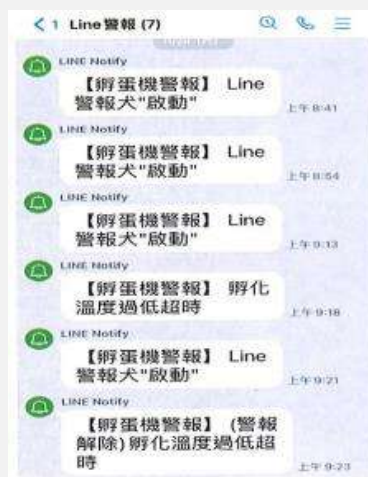 < 1 Line警報 (7)
LINE Notify
【孵蛋機警報】 Line
警報犬"啟動"
上午 8:41
LINE Notify
【孵蛋機警報】 Line
警報犬"啟動"
上午 8:54
LINE Notify
【孵蛋機警報】 Line
警報犬"啟動"
上午 9:13
LINE Notify
【孵蛋機警報】 孵化
溫度過低超時
上午 9:18
LINE Notify
【孵蛋機警報】 Line
警報犬"啟動"
上午 9:21
LINE Notify
【孵蛋機警報】 (警報
解除)孵化溫度過低超
時
上午 9:23